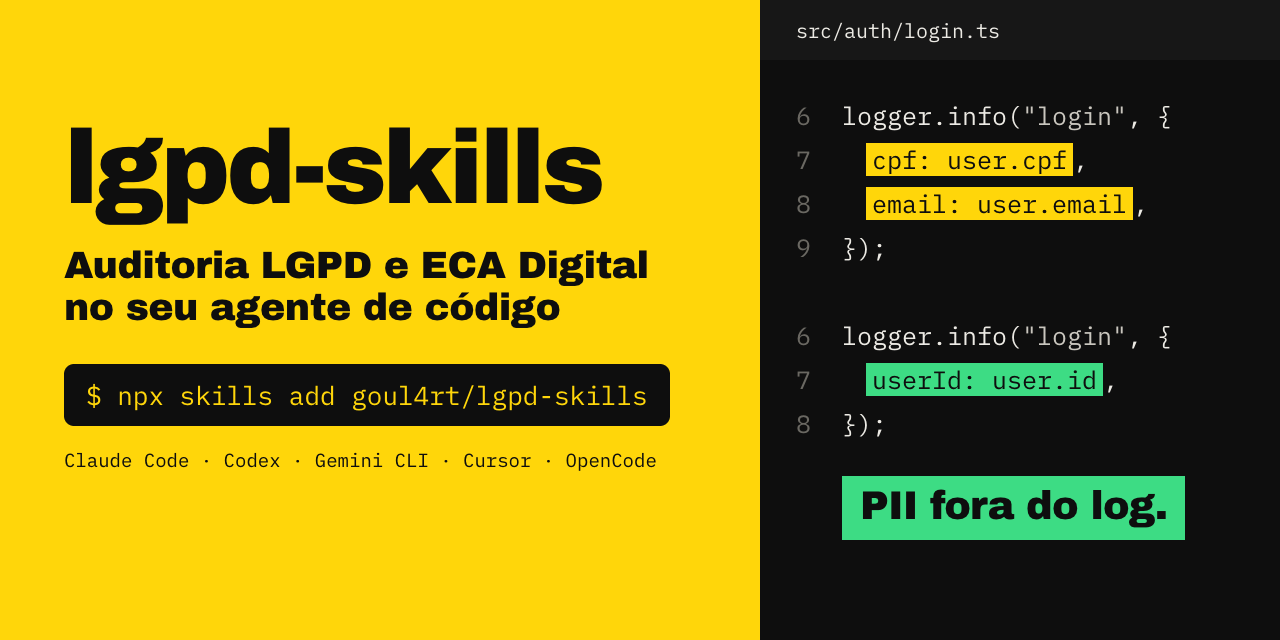 lgpd-skills
Auditoria LGPD e ECA Digital
no seu agente de código
$ npx skills add goul4rt/lgpd-skills
Claude Code · Codex · Gemini CLI · Cursor · OpenCode
src/auth/login.ts
6 logger.info("login", {
7 cpf: user.cpf,
8 email: user.email,
9 });
6 logger.info("login", {
7 userId: user.id,
8 });
PII fora do log.